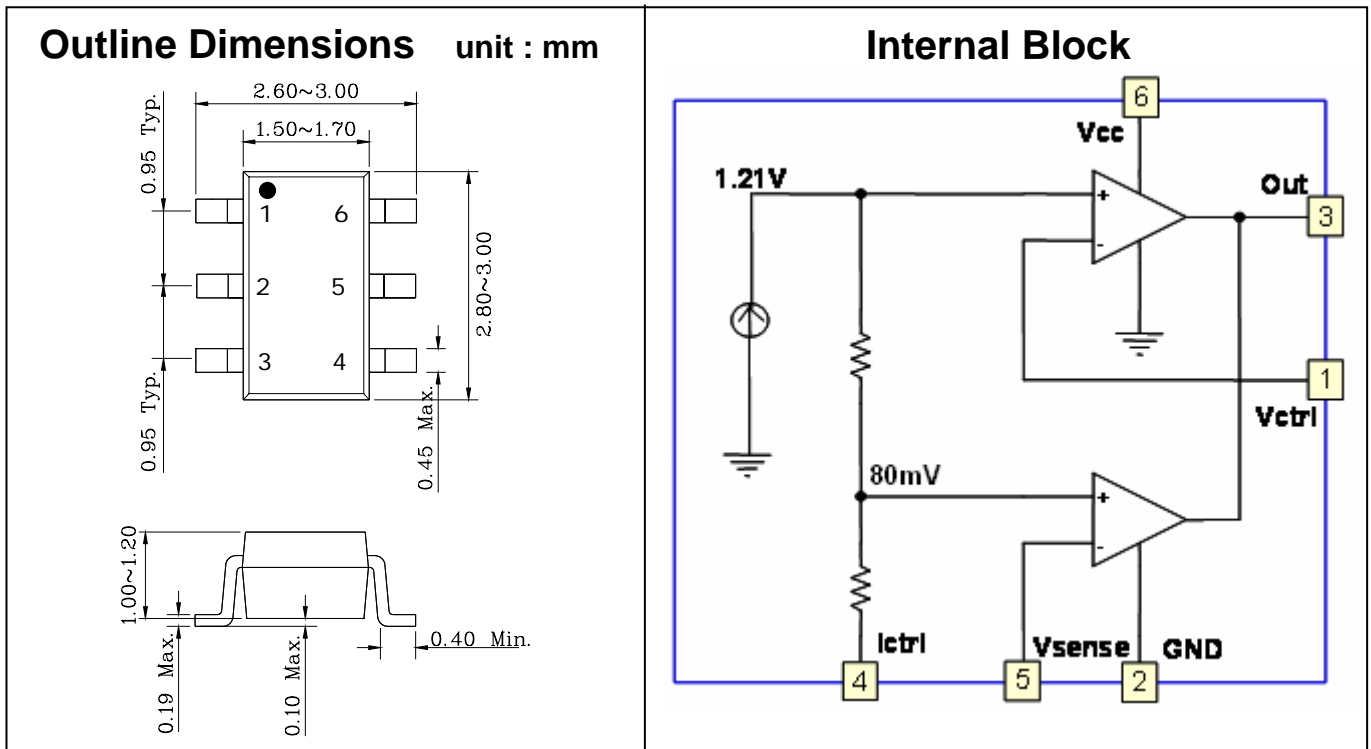 Outline Dimensions unit : mm
2.60~3.00
1.50~1.70
0.95 Typ.
0.95 Typ.
1
6
2
5
3
4
2.80~3.00
0.45 Max.
1.00~1.20
0.19 Max.
0.10 Max.
0.40 Min.
Internal Block
6
Vcc
1.21V
+
-
Out
3
1
Vctrl
80mV
+
-
Ictrl
Vsense
GND
4
5
2